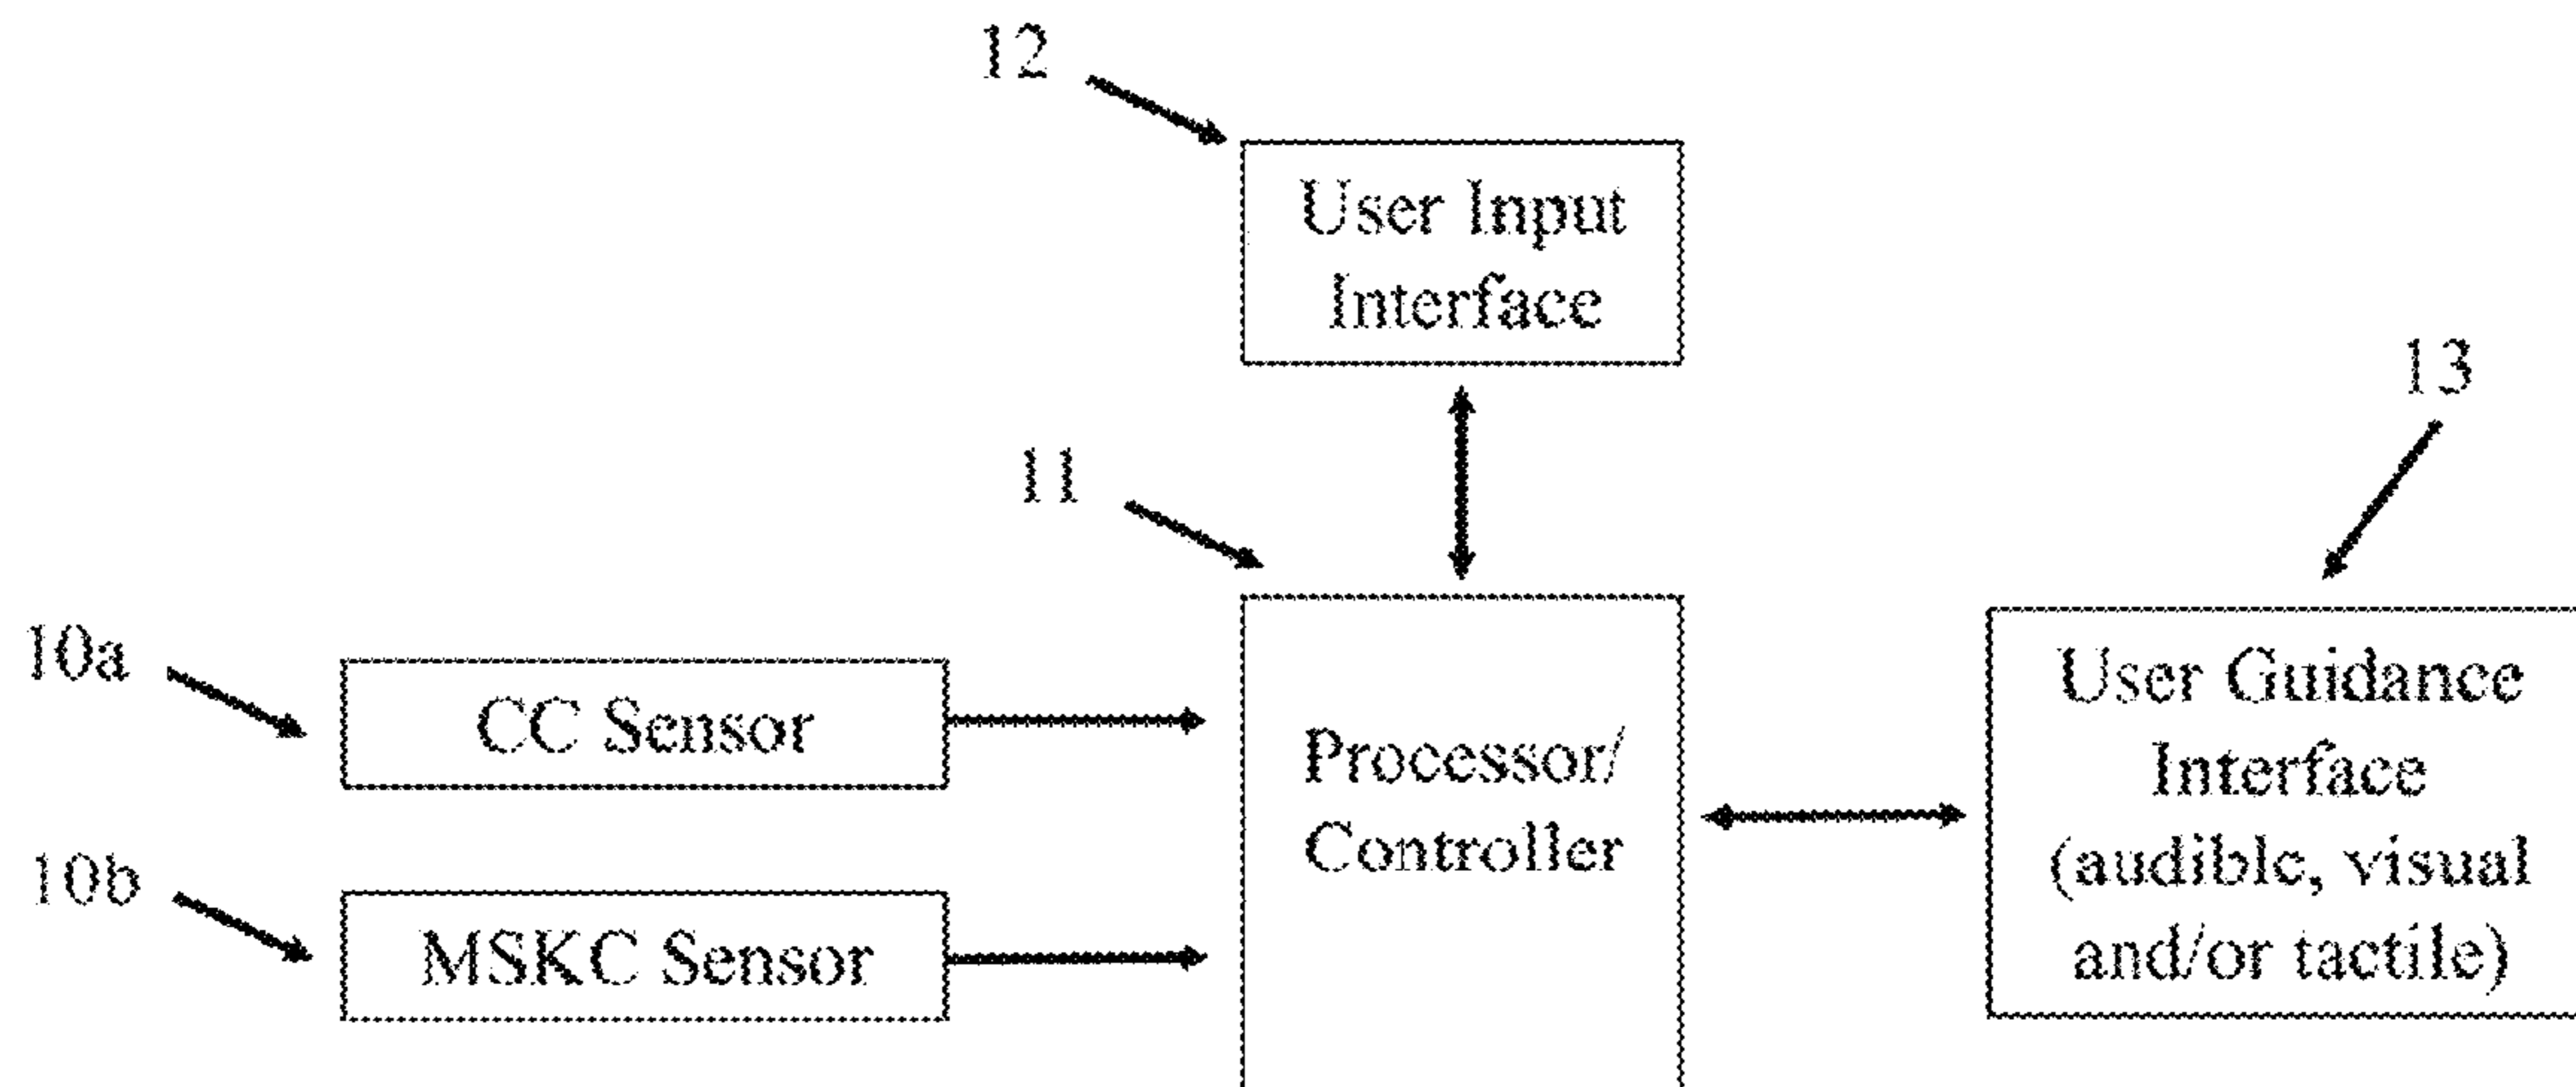 12
User Input
Interface
13
11
10a
CC Sensor
Processor/
Controller
User Guidance
Interface
(audible, visual
and/or tactile)
10b
MSKC Sensor